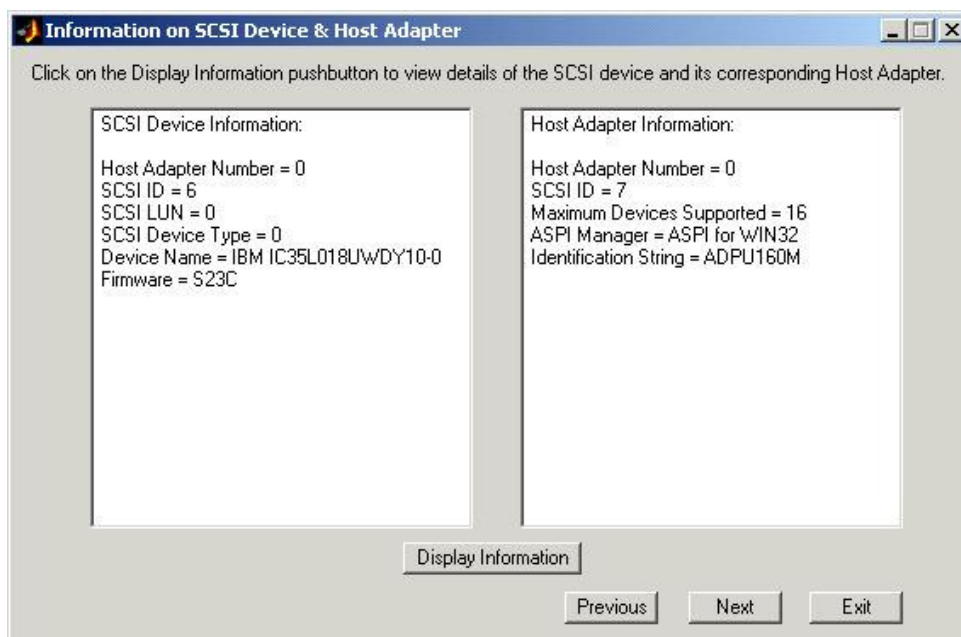 Information on SCSI Device & Host Adapter
Click on the Display Information pushbutton to view details of the SCSI device and its corresponding Host Adapter.
SCSI Device Information:
Host Adapter Number = 0
SCSI ID = 6
SCSI LUN = 0
SCSI Device Type = 0
Device Name = IBM IC35L018UWDY10-0
Firmware = S23C
Host Adapter Information:
Host Adapter Number = 0
SCSI ID = 7
Maximum Devices Supported = 16
ASPI Manager = ASPI for WIN32
Identification String = ADPU160M
Display Information
Previous
Next
Exit